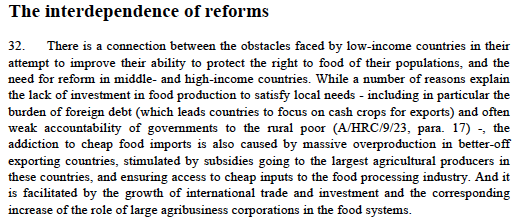 The interdependence of reforms
32. There is a connection between the obstacles faced by low-income countries in their
attempt to improve their ability to protect the right to food of their populations, and the
need for reform in middle- and high-income countries. While a number of reasons explain
the lack of investment in food production to satisfy local needs - including in particular the
burden of foreign debt (which leads countries to focus on cash crops for exports) and often
weak accountability of governments to the rural poor (A/HRC/9/23, para. 17) -, the
addiction to cheap food imports is also caused by massive overproduction in better-off
exporting countries, stimulated by subsidies going to the largest agricultural producers in
these countries, and ensuring access to cheap inputs to the food processing industry. And it
is facilitated by the growth of international trade and investment and the corresponding
increase of the role of large agribusiness corporations in the food systems.